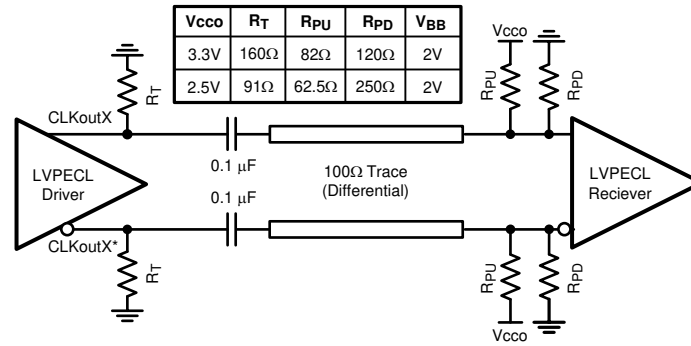 Vcco RT RPU RPD VBB
3.3V 160Ω 82Ω 120Ω 2V
2.5V 91Ω 62.5Ω 250Ω 2V
Vcco
RT
RPU
RPD
CLKoutX
0.1 μF
LVPECL
Driver
100Ω Trace
(Differential)
LVPECL
Reciever
0.1 μF
CLKoutX*
RT
RPU
RPD
Vcco